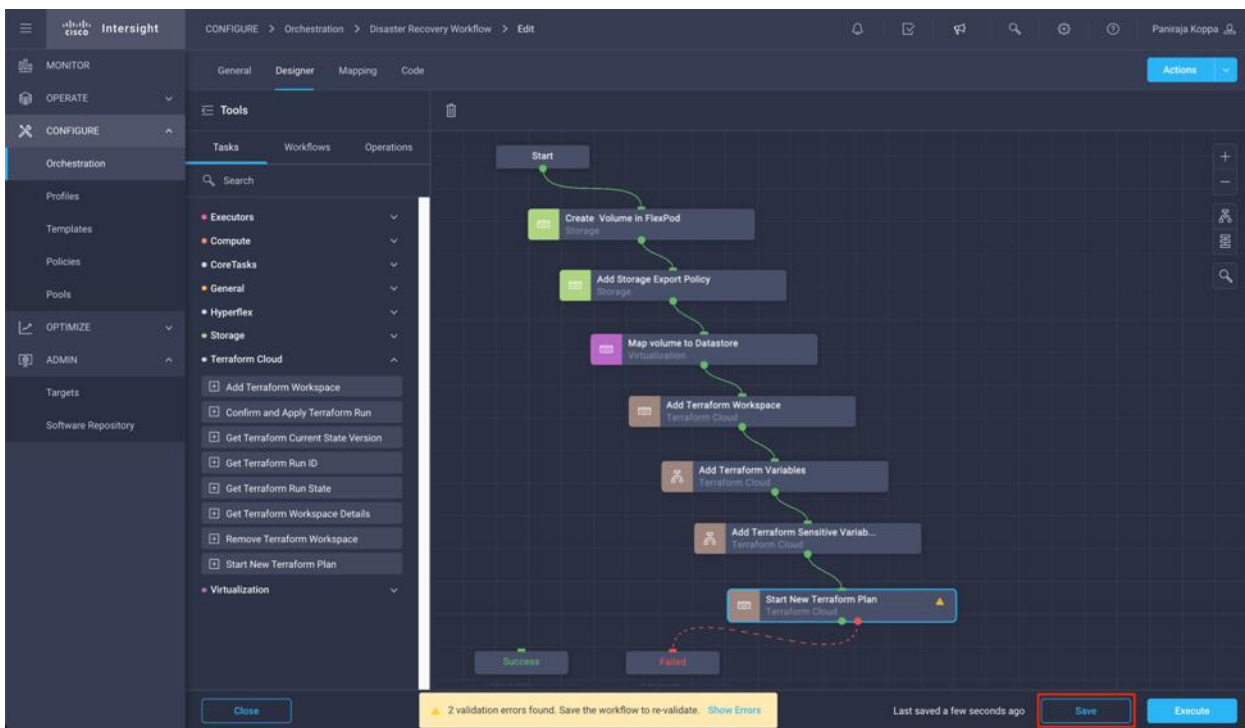 cisco Intersight
CONFIGURE > Orchestration > Disaster Recovery Workflow > Edit
Paniraja Koppa
MONITOR
OPERATE
CONFIGURE
Orchestration
Profiles
Templates
Policies
Pools
OPTIMIZE
ADMIN
Targets
Software Repository
General Designer Mapping Code
Actions
Tools
Tasks Workflows Operations
Search
Executors
Compute
CoreTasks
General
Hyperflex
Storage
Terraform Cloud
Add Terraform Workspace
Confirm and Apply Terraform Run
Get Terraform Current State Version
Get Terraform Run ID
Get Terraform Run State
Get Terraform Workspace Details
Remove Terraform Workspace
Start New Terraform Plan
Virtualization
Start
Create Volume in FlexPod
Storage
Add Storage Export Policy
Storage
Map volume to Datastore
Virtualization
Add Terraform Workspace
Terraform Cloud
Add Terraform Variables
Terraform Cloud
Add Terraform Sensitive Variab...
Terraform Cloud
Start New Terraform Plan
Terraform Cloud
Success
Failed
Close
2 validation errors found. Save the workflow to re-validate. Show Errors
Last saved a few seconds ago
Save
Execute